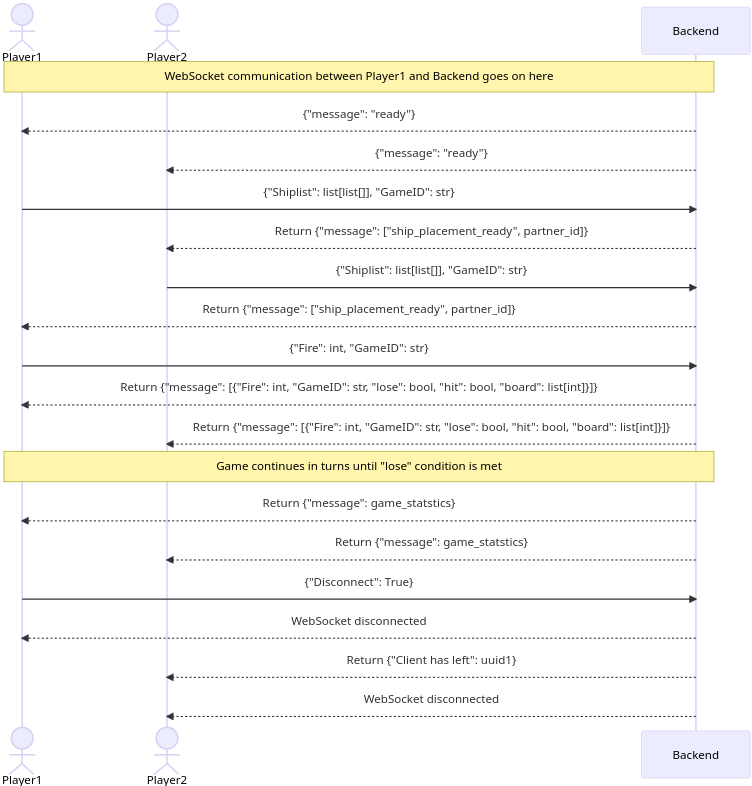 Player1
Player2
Backend
WebSocket communication between Player1 and Backend goes on here
{"message": "ready"}
{"message": "ready"}
{"Shiplist": list[list[]], "GameID": str}
Return {"message": ["ship_placement_ready", partner_id]}
{"Shiplist": list[list[]], "GameID": str}
Return {"message": ["ship_placement_ready", partner_id]}
{"Fire": int, "GameID": str}
Return {"message": [{"Fire": int, "GameID": str, "lose": bool, "hit": bool, "board": list[int]}]}
Return {"message": [{"Fire": int, "GameID": str, "lose": bool, "hit": bool, "board": list[int]}]}
Game continues in turns until "lose" condition is met
Return {"message": game_statstics}
Return {"message": game_statstics}
{"Disconnect": True}
WebSocket disconnected
Return {"Client has left": uuid1}
WebSocket disconnected
Player1
Player2
Backend